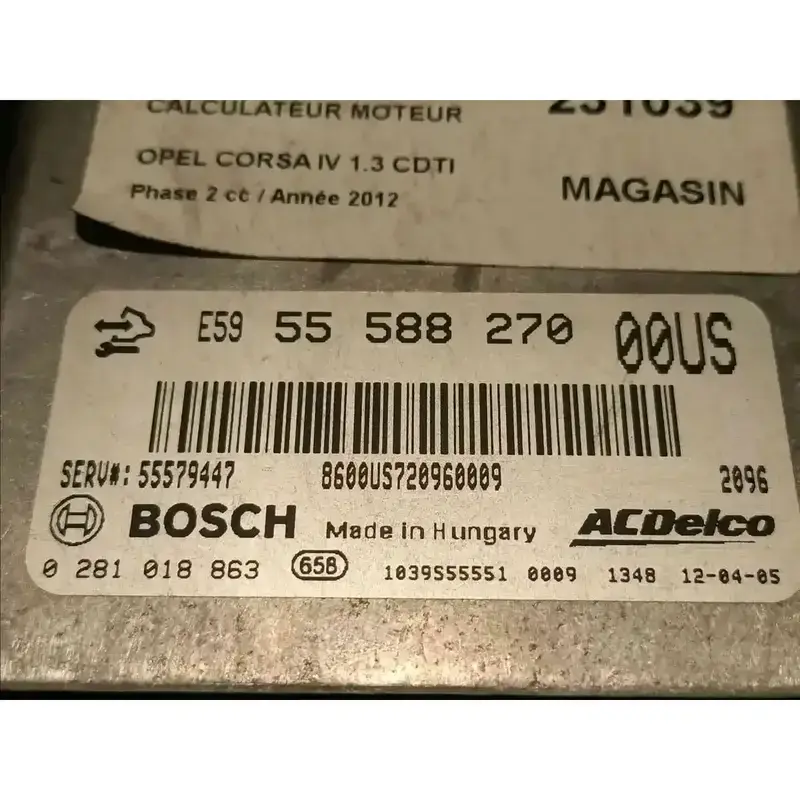 CALCULATEUR MOTEUR 231039
OPEL CORSA IV 1.3 CDTI
Phase 2 cc / Année 2012 MAGASIN
E59 55 588 270 00US
SERV#: 55579447 8600US720960009 2096
BOSCH Made in Hungary ACDelco
0 281 018 863 658 1039S55551 0009 1348 12-04-05